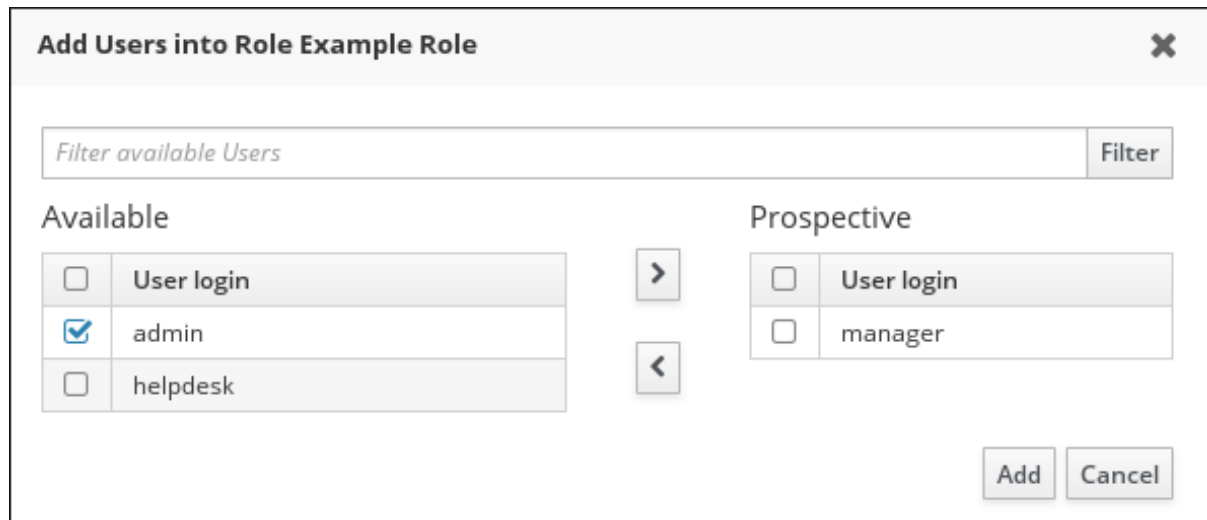 Add Users into Role Example Role
Filter available Users
Filter
Available
Prospective
User login
admin
helpdesk
User login
manager
Add
Cancel